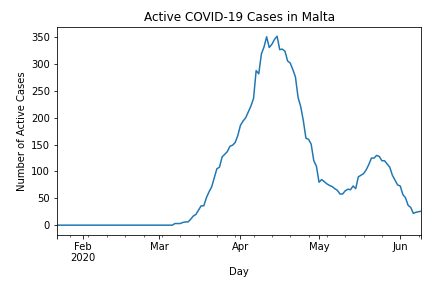 Active COVID-19 Cases in Malta
350
300
250
200
150
100
50
0
Number of Active Cases
Feb Mar Apr May Jun
2020
Day